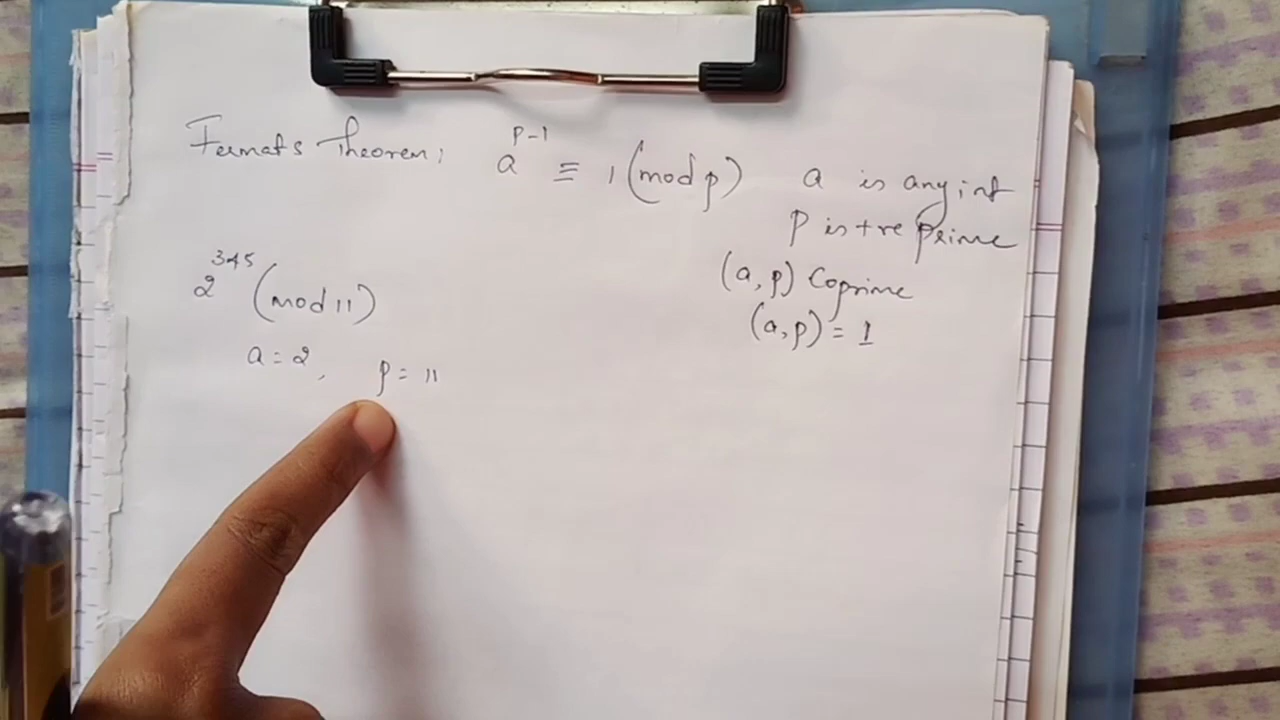 Fermat's Theorem: a^{p-1} ≡ 1 (mod p) a is any int
p is +ve prime
(a, p) Coprime
(a, p) = 1
2^{345} (mod 11)
a = 2, p = 11